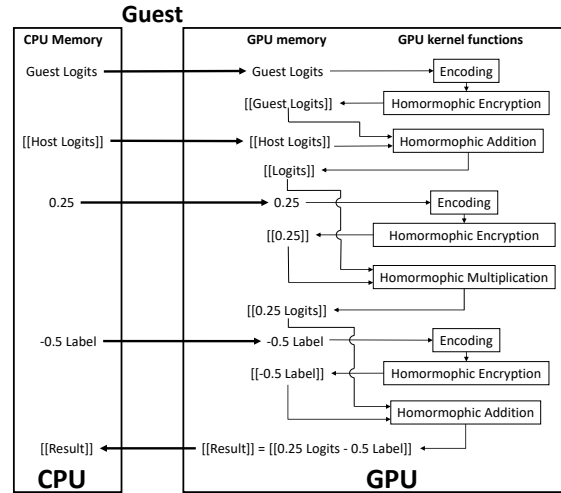 Guest
CPU Memory
GPU memory
GPU kernel functions
Guest Logits
Guest Logits
Encoding
[[Guest Logits]]
Homormophic Encryption
[[Host Logits]]
[[Host Logits]]
Homormophic Addition
[[Logits]]
0.25
0.25
Encoding
[[0.25]]
Homormophic Encryption
Homormophic Multiplication
[[0.25 Logits]]
-0.5 Label
-0.5 Label
Encoding
[[-0.5 Label]]
Homormophic Encryption
Homormophic Addition
[[Result]]
[[Result]] = [[0.25 Logits - 0.5 Label]]
CPU
GPU